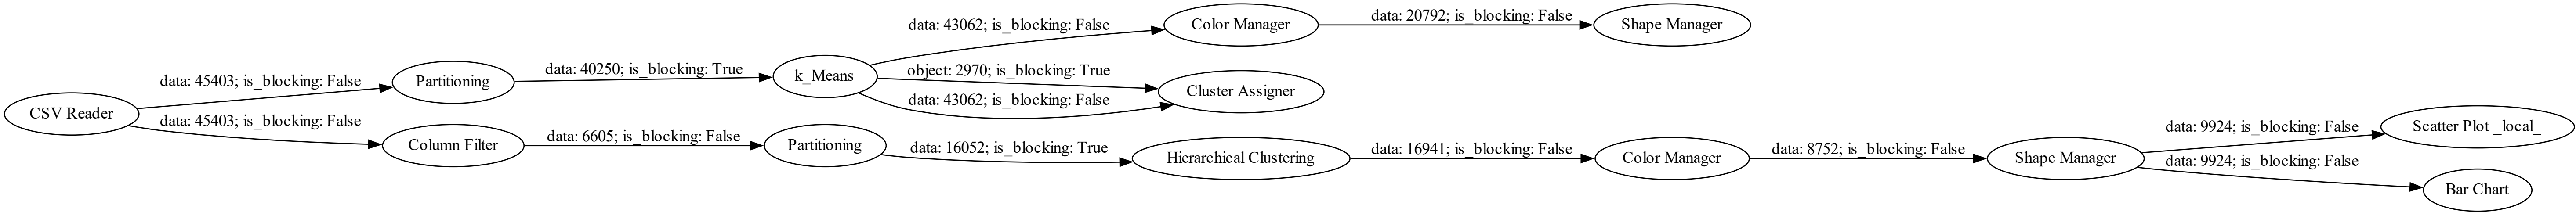 CSV Reader
data: 45403; is_blocking: False
data: 45403; is_blocking: False
Partitioning
Column Filter
data: 40250; is_blocking: True
data: 6605; is_blocking: False
k_Means
Partitioning
data: 43062; is_blocking: False
object: 2970; is_blocking: True
data: 43062; is_blocking: False
data: 16052; is_blocking: True
Color Manager
Cluster Assigner
Hierarchical Clustering
data: 20792; is_blocking: False
data: 16941; is_blocking: False
Shape Manager
Color Manager
data: 8752; is_blocking: False
Shape Manager
data: 9924; is_blocking: False
data: 9924; is_blocking: False
Scatter Plot _local_
Bar Chart